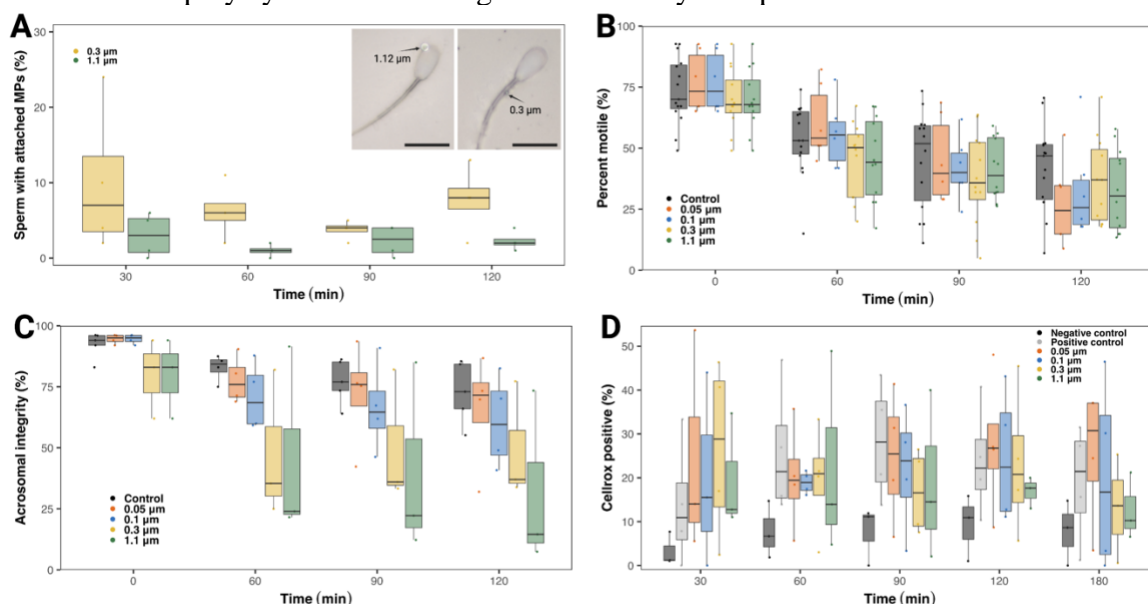 A
Sperm with attached MPs (%)
30
20
10
0
0.3 μm
1.1 μm
1.12 μm
0.3 μm
30
60
90
120
Time (min)
B
Percent motile (%)
100
75
50
25
0
Control
0.05 μm
0.1 μm
0.3 μm
1.1 μm
0
60
90
120
Time (min)
C
Acrosomal integrity (%)
100
75
50
25
0
Control
0.05 μm
0.1 μm
0.3 μm
1.1 μm
0
60
90
120
Time (min)
D
Cellrox positive (%)
50
40
30
20
10
0
Negative control
Positive control
0.05 μm
0.1 μm
0.3 μm
1.1 μm
30
60
90
120
180
Time (min)